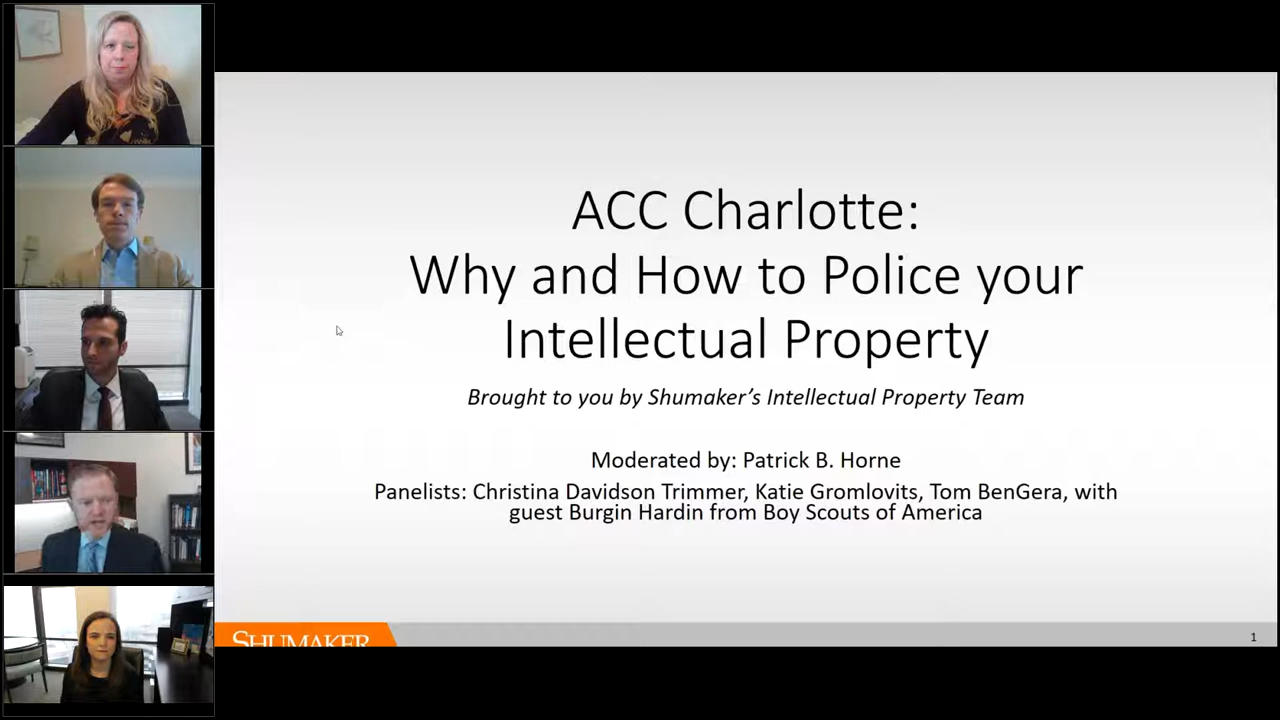 ACC Charlotte:
Why and How to Police your
Intellectual Property
Brought to you by Shumaker's Intellectual Property Team
Moderated by: Patrick B. Horne
Panelists: Christina Davidson Trimmer, Katie Gromlovits, Tom BenGera, with
guest Burgin Hardin from Boy Scouts of America
SHUMAKER
1